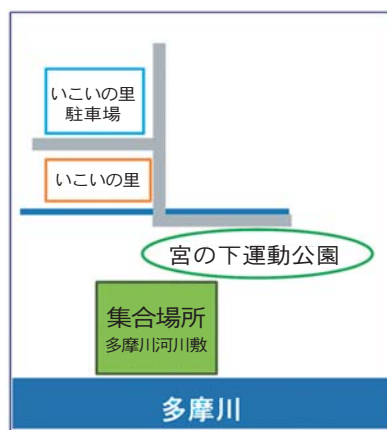 いこいの里
駐車場
いこいの里
宮の下運動公園
集合場所
多摩川河川敷
多摩川